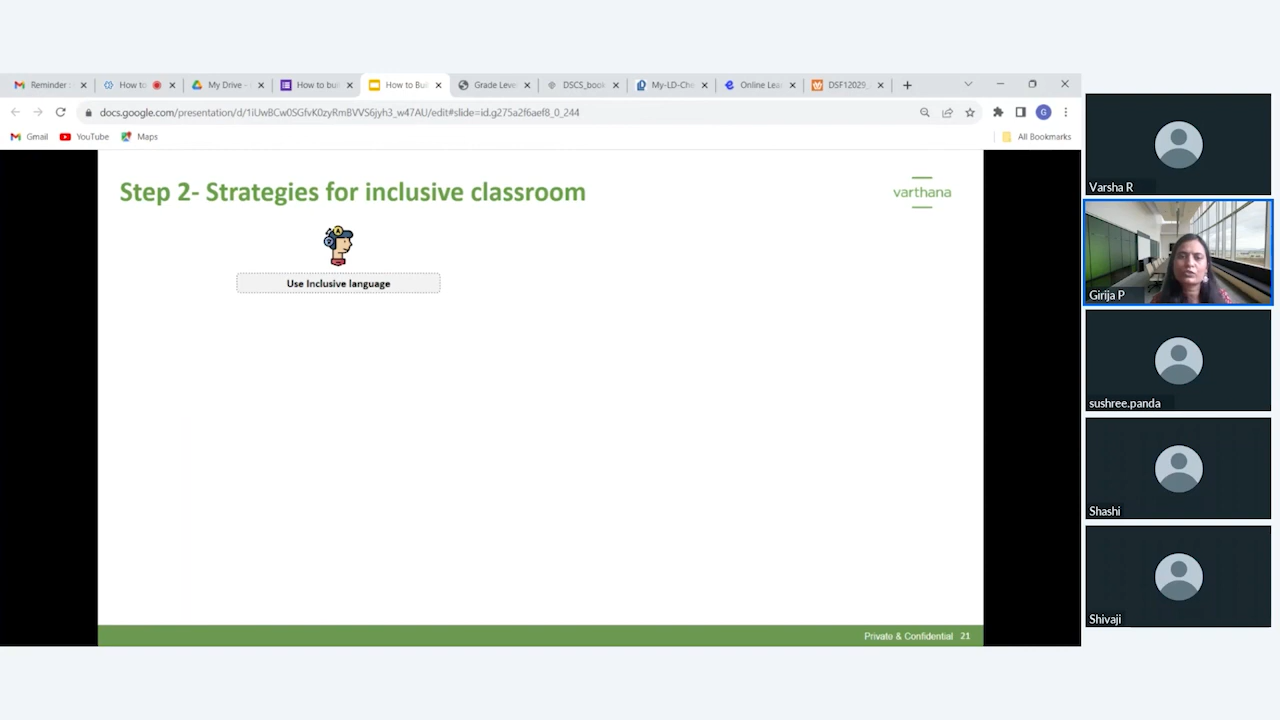 Reminder
How to
My Drive -
How to bui
How to Bui
Grade Leve
DSCS_book
My-LD-Ch
Online Lea
DSF12029_
docs.google.com/presentation/d/1iUwBCw0SGfvK0zyRmBVVS6jyh3_w47AU/edit#slide=id.g275a2f6aef8_0_244
G
Gmail
YouTube
Maps
All Bookmarks
Step 2- Strategies for inclusive classroom
varthana
Use Inclusive language
Private & Confidential 21
Varsha R
Girija P
sushree.panda
Shashi
Shivaji